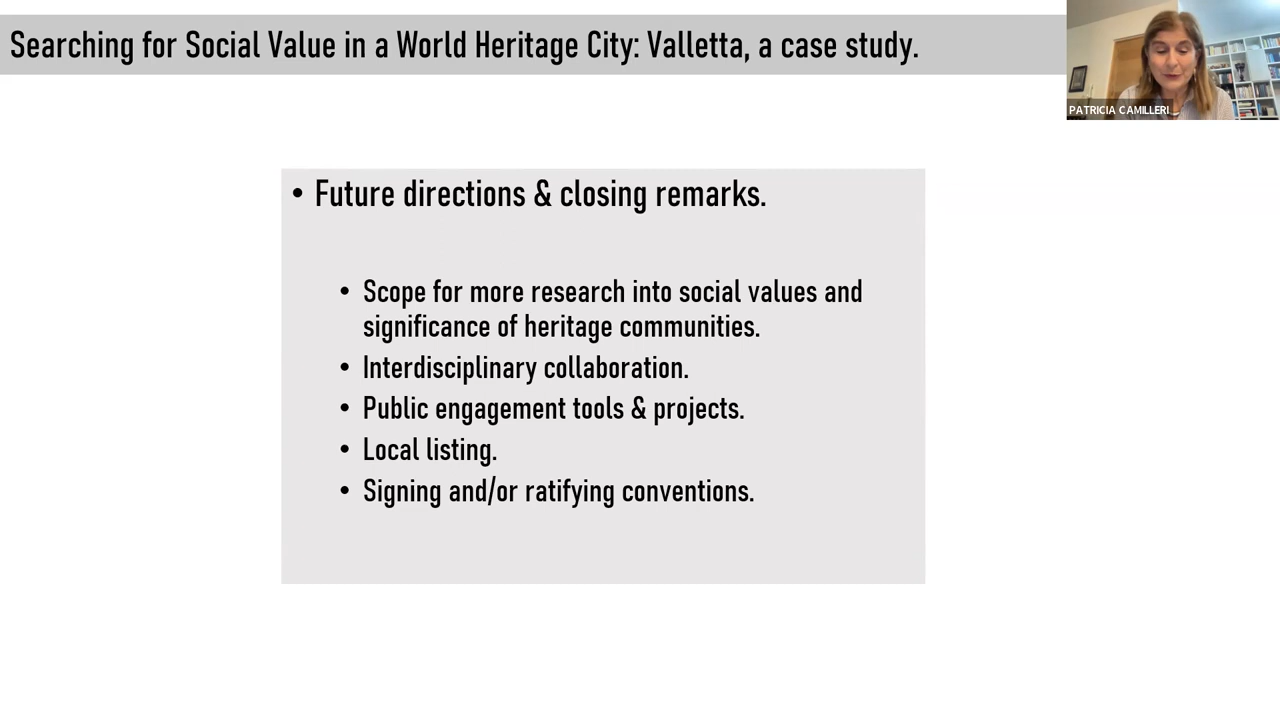 Searching for Social Value in a World Heritage City: Valletta, a case study.
PATRICIA CAMILLERI
• Future directions & closing remarks.
• Scope for more research into social values and
significance of heritage communities.
• Interdisciplinary collaboration.
• Public engagement tools & projects.
• Local listing.
• Signing and/or ratifying conventions.